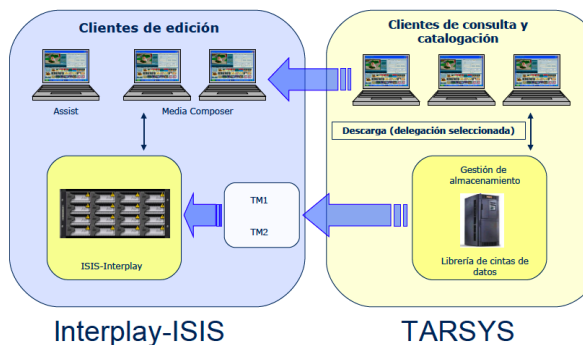 Clientes de edición
Clientes de consulta y
catalogación
Assist
Media Composer
Descarga (delegación seleccionada)
Gestión de
almacenamiento
TM1
TM2
ISIS-Interplay
Librería de cintas de
datos
Interplay-ISIS
TARSYS